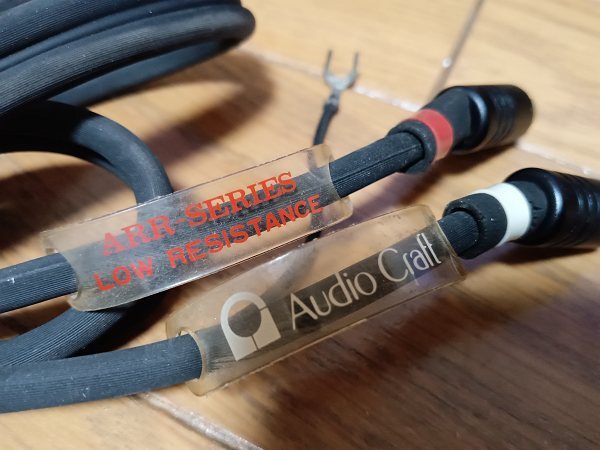 ARR SERIES
LOW RESISTANCE
Audio Craft